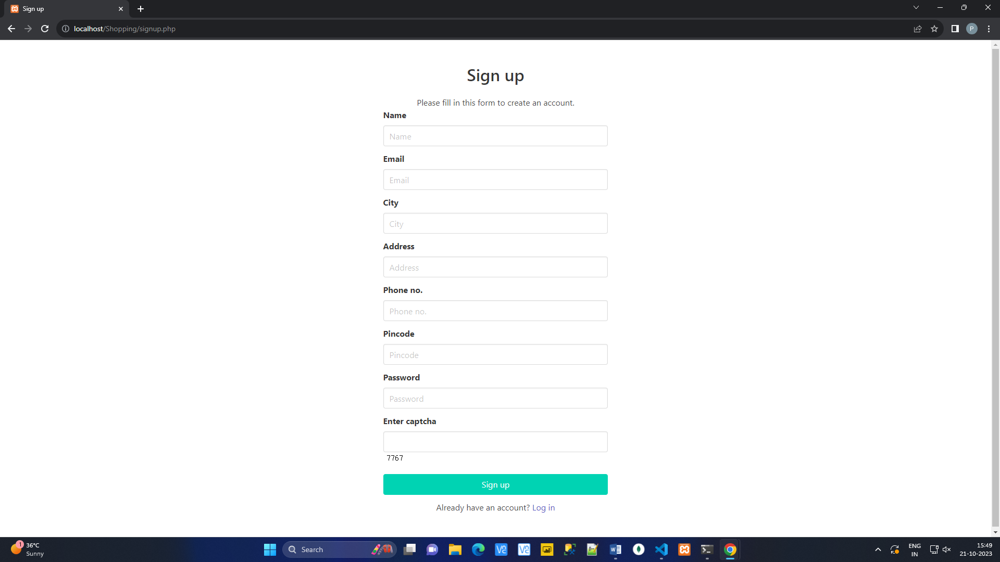 Sign up
localhost/Shopping/signup.php
P
Sign up
Please fill in this form to create an account.
Name
Name
Email
Email
City
City
Address
Address
Phone no.
Phone no.
Pincode
Pincode
Password
Password
Enter captcha
7767
Sign up
Already have an account? Log in
1
36°C
Sunny
Search
ENG
IN
15:49
21-10-2023